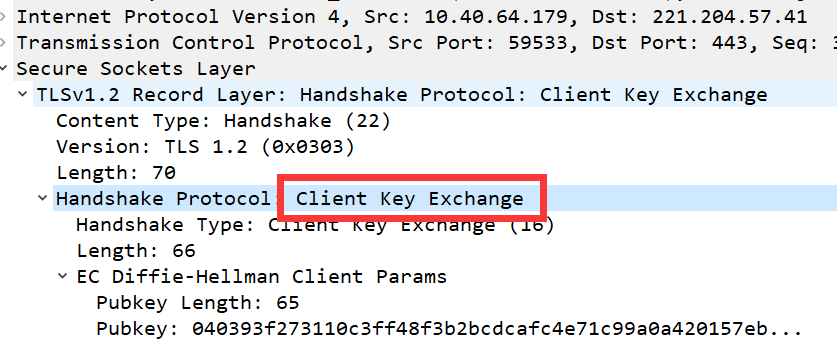 Internet Protocol Version 4, Src: 10.40.64.179, Dst: 221.204.57.41
Transmission Control Protocol, Src Port: 59533, Dst Port: 443, Seq:
Secure Sockets Layer
TLSv1.2 Record Layer: Handshake Protocol: Client Key Exchange
Content Type: Handshake (22)
Version: TLS 1.2 (0x0303)
Length: 70
Handshake Protocol: Client Key Exchange
Handshake Type: Client Key Exchange (16)
Length: 66
EC Diffie-Hellman Client Params
Pubkey Length: 65
Pubkey: 040393f273110c3ff48f3b2bcdcafc4e71c99a0a420157eb...